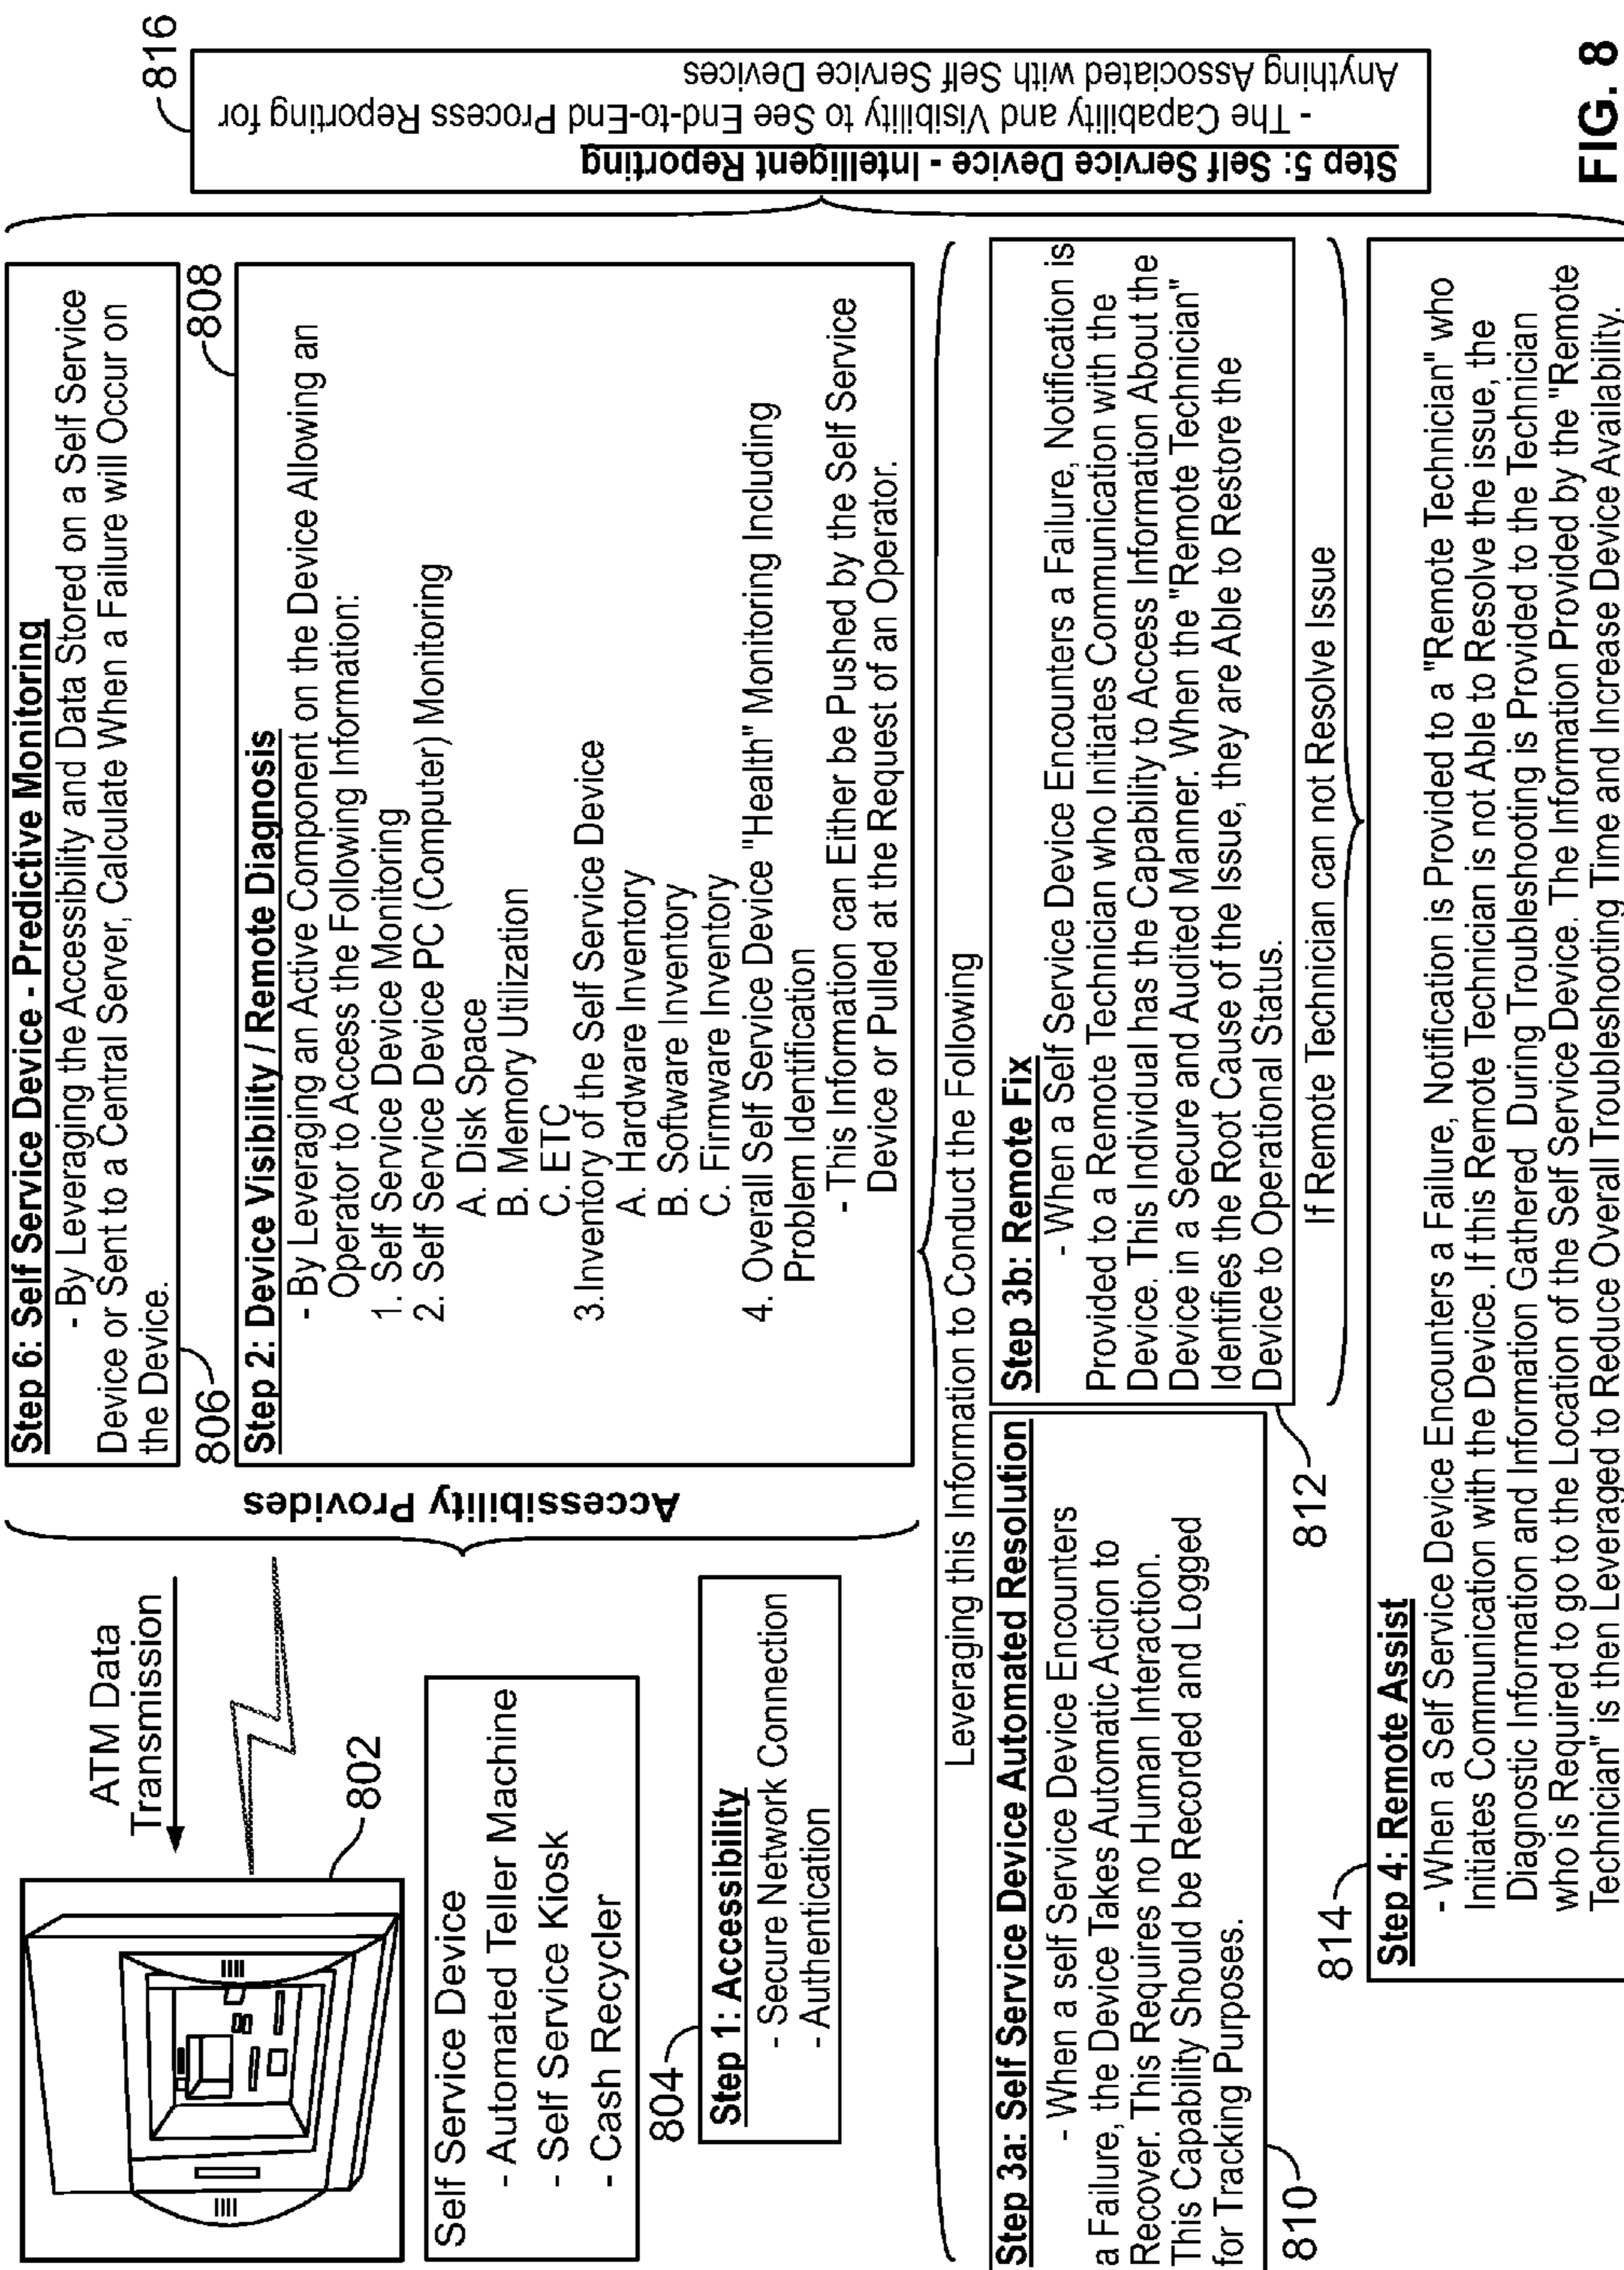 ATM Data
Transmission
802
Self Service Device
- Automated Teller Machine
- Self Service Kiosk
- Cash Recycler
804
Step 1: Accessibility
- Secure Network Connection
- Authentication
Accessibility Provides
Step 6: Self Service Device - Predictive Monitoring
- By Leveraging the Accessibility and Data Stored on a Self Service
Device or Sent to a Central Server, Calculate When a Failure will Occur on
the Device.
806
808
Step 2: Device Visibility / Remote Diagnosis
- By Leveraging an Active Component on the Device Allowing an
Operator to Access the Following Information:
1. Self Service Device Monitoring
2. Self Service Device PC (Computer) Monitoring
A. Disk Space
B. Memory Utilization
C. ETC
3.Inventory of the Self Service Device
A. Hardware Inventory
B. Software Inventory
C. Firmware Inventory
4. Overall Self Service Device "Health" Monitoring Including
Problem Identification
- This Information can Either be Pushed by the Self Service
Device or Pulled at the Request of an Operator.
Leveraging this Information to Conduct the Following
Step 3a: Self Service Device Automated Resolution
- When a self Service Device Encounters
a Failure, the Device Takes Automatic Action to
Recover. This Requires no Human Interaction.
This Capability Should be Recorded and Logged
for Tracking Purposes.
810
Step 3b: Remote Fix
- When a Self Service Device Encounters a Failure, Notification is
Provided to a Remote Technician who Initiates Communication with the
Device. This Individual has the Capability to Access Information About the
Device in a Secure and Audited Manner. When the "Remote Technician"
Identifies the Root Cause of the Issue, they are Able to Restore the
Device to Operational Status.
812
If Remote Technician can not Resolve Issue
814
Step 4: Remote Assist
- When a Self Service Device Encounters a Failure, Notification is Provided to a "Remote Technician" who
Initiates Communication with the Device. If this Remote Technician is not Able to Resolve the issue, the
Diagnostic Information and Information Gathered During Troubleshooting is Provided to the Technician
who is Required to go to the Location of the Self Service Device. The Information Provided by the "Remote
Technician" is then Leveraged to Reduce Overall Troubleshooting Time and Increase Device Availability.
816
Step 5: Self Service Device - Intelligent Reporting
- The Capability and Visibility to See End-to-End Process Reporting for
Anything Associated with Self Service Devices
FIG. 8